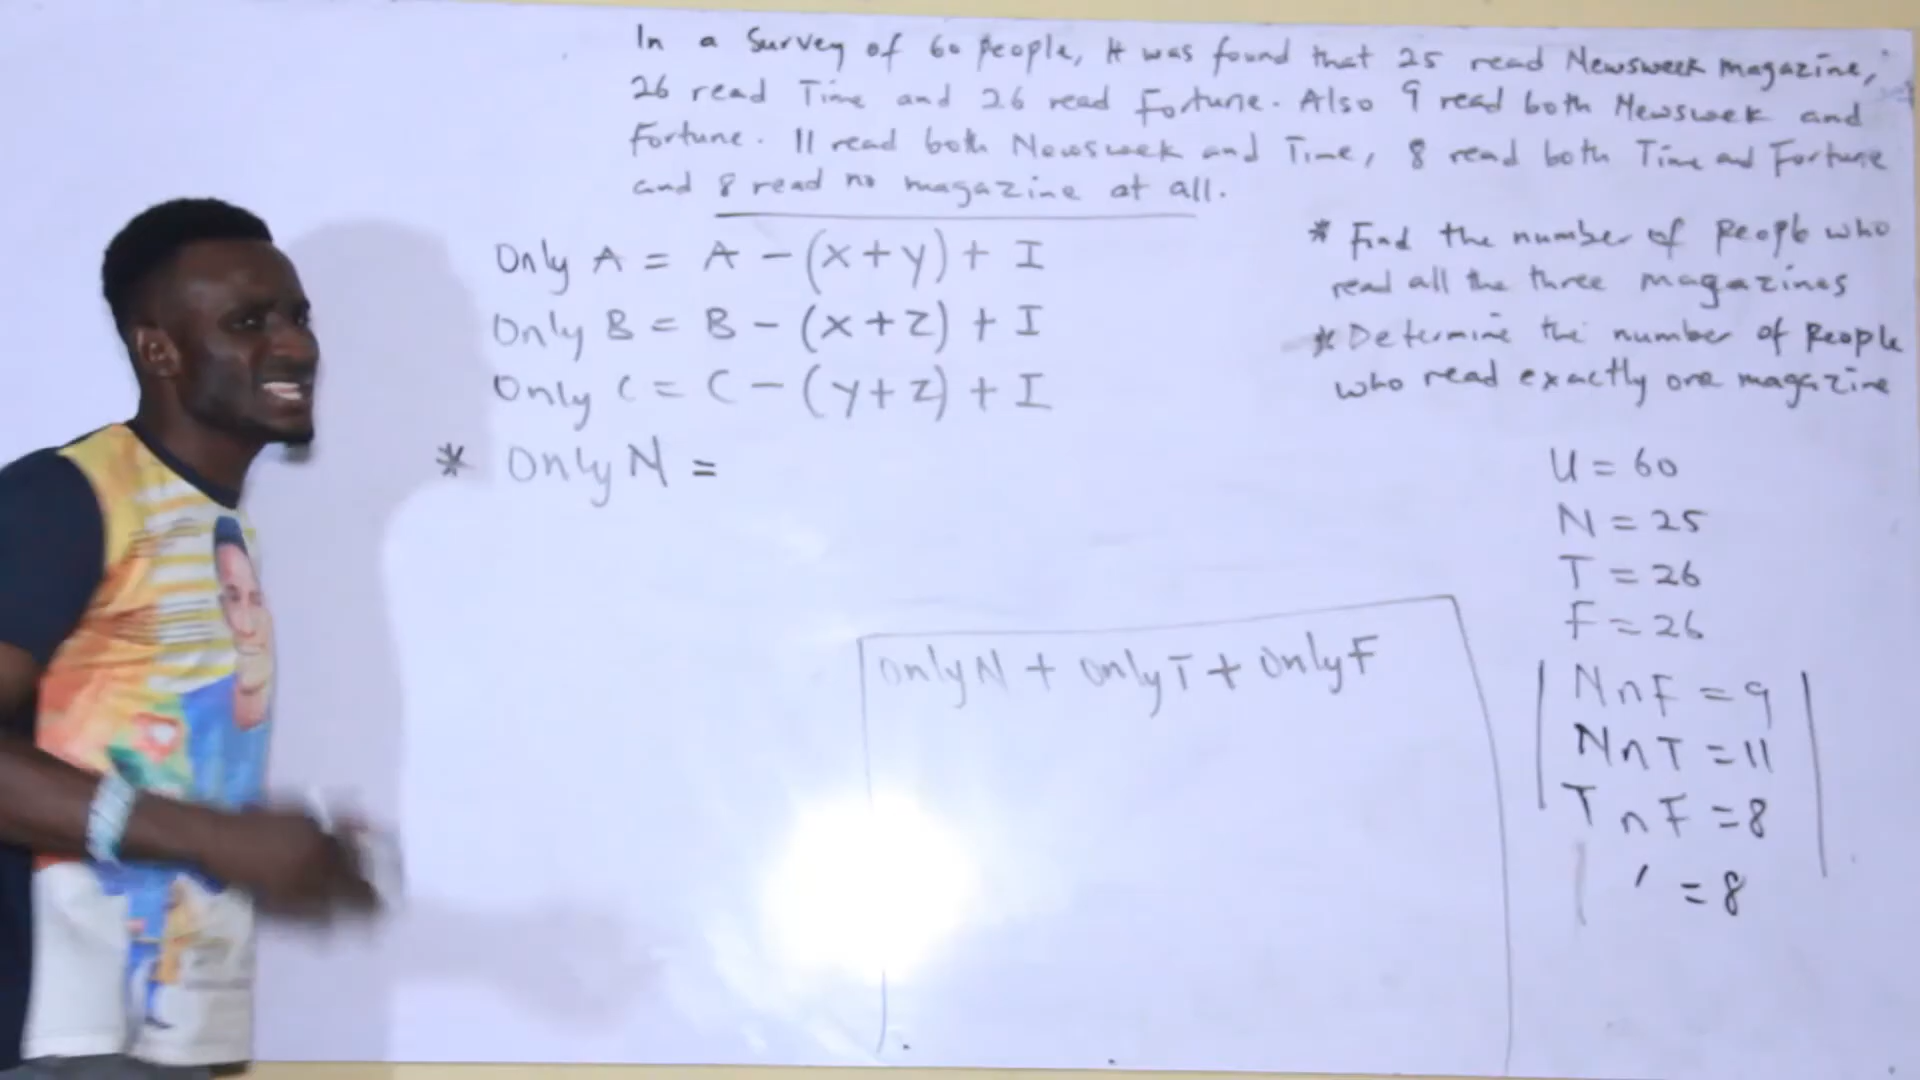 In a survey of 60 people, it was found that 25 read Newsweek magazine,
26 read Time and 26 read Fortune. Also 9 read both Newsweek and
Fortune. 11 read both Newsweek and Time, 8 read both Time and Fortune
and 8 read no magazine at all.
* Find the number of people who
read all the three magazines
* Determine the number of people
who read exactly one magazine
Only A = A - (x+y) + I
Only B = B - (x+z) + I
Only C = C - (y+z) + I
* Only N =
Only N + Only T + Only F
U = 60
N = 25
T = 26
F = 26
N n F = 9
N n T = 11
T n F = 8
' = 8